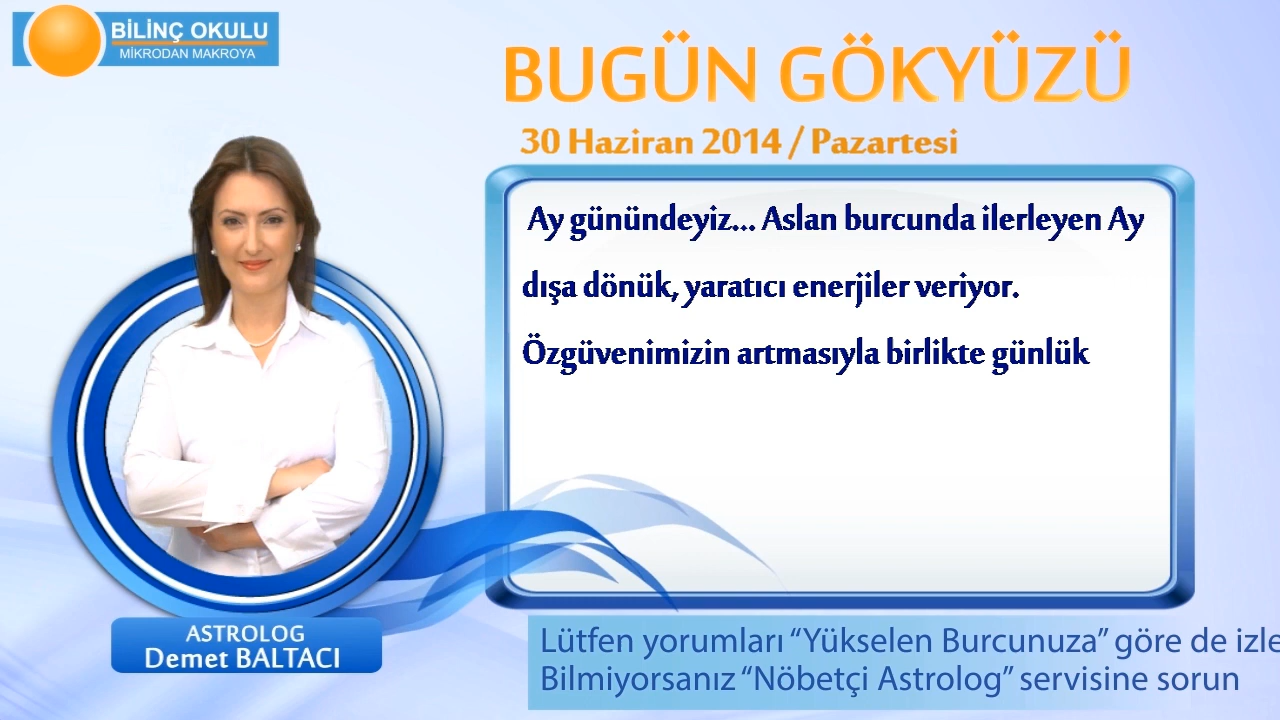 BİLİNÇ OKULU
MİKRODAN MAKROYA
BUGÜN GÖKYÜZÜ
30 Haziran 2014 / Pazartesi
Ay günündeyiz... Aslan burcunda ilerleyen Ay
dışa dönük, yaratıcı enerjiler veriyor.
Özgüvenimizin artmasıyla birlikte günlük
ASTROLOG
Demet BALTACI
Lütfen yorumları “Yükselen Burcunuza” göre de izle
Bilmiyorsanız “Nöbetçi Astrolog” servisine sorun